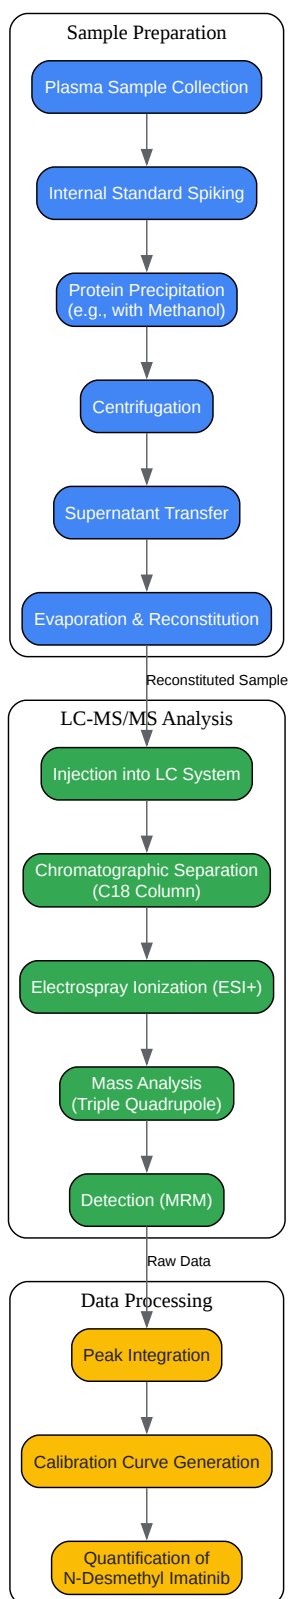 Sample Preparation
Plasma Sample Collection
Internal Standard Spiking
Protein Precipitation
(e.g., with Methanol)
Centrifugation
Supernatant Transfer
Evaporation & Reconstitution
Reconstituted Sample
LC-MS/MS Analysis
Injection into LC System
Chromatographic Separation
(C18 Column)
Electrospray Ionization (ESI+)
Mass Analysis
(Triple Quadrupole)
Detection (MRM)
Raw Data
Data Processing
Peak Integration
Calibration Curve Generation
Quantification of
N-Desmethyl Imatinib